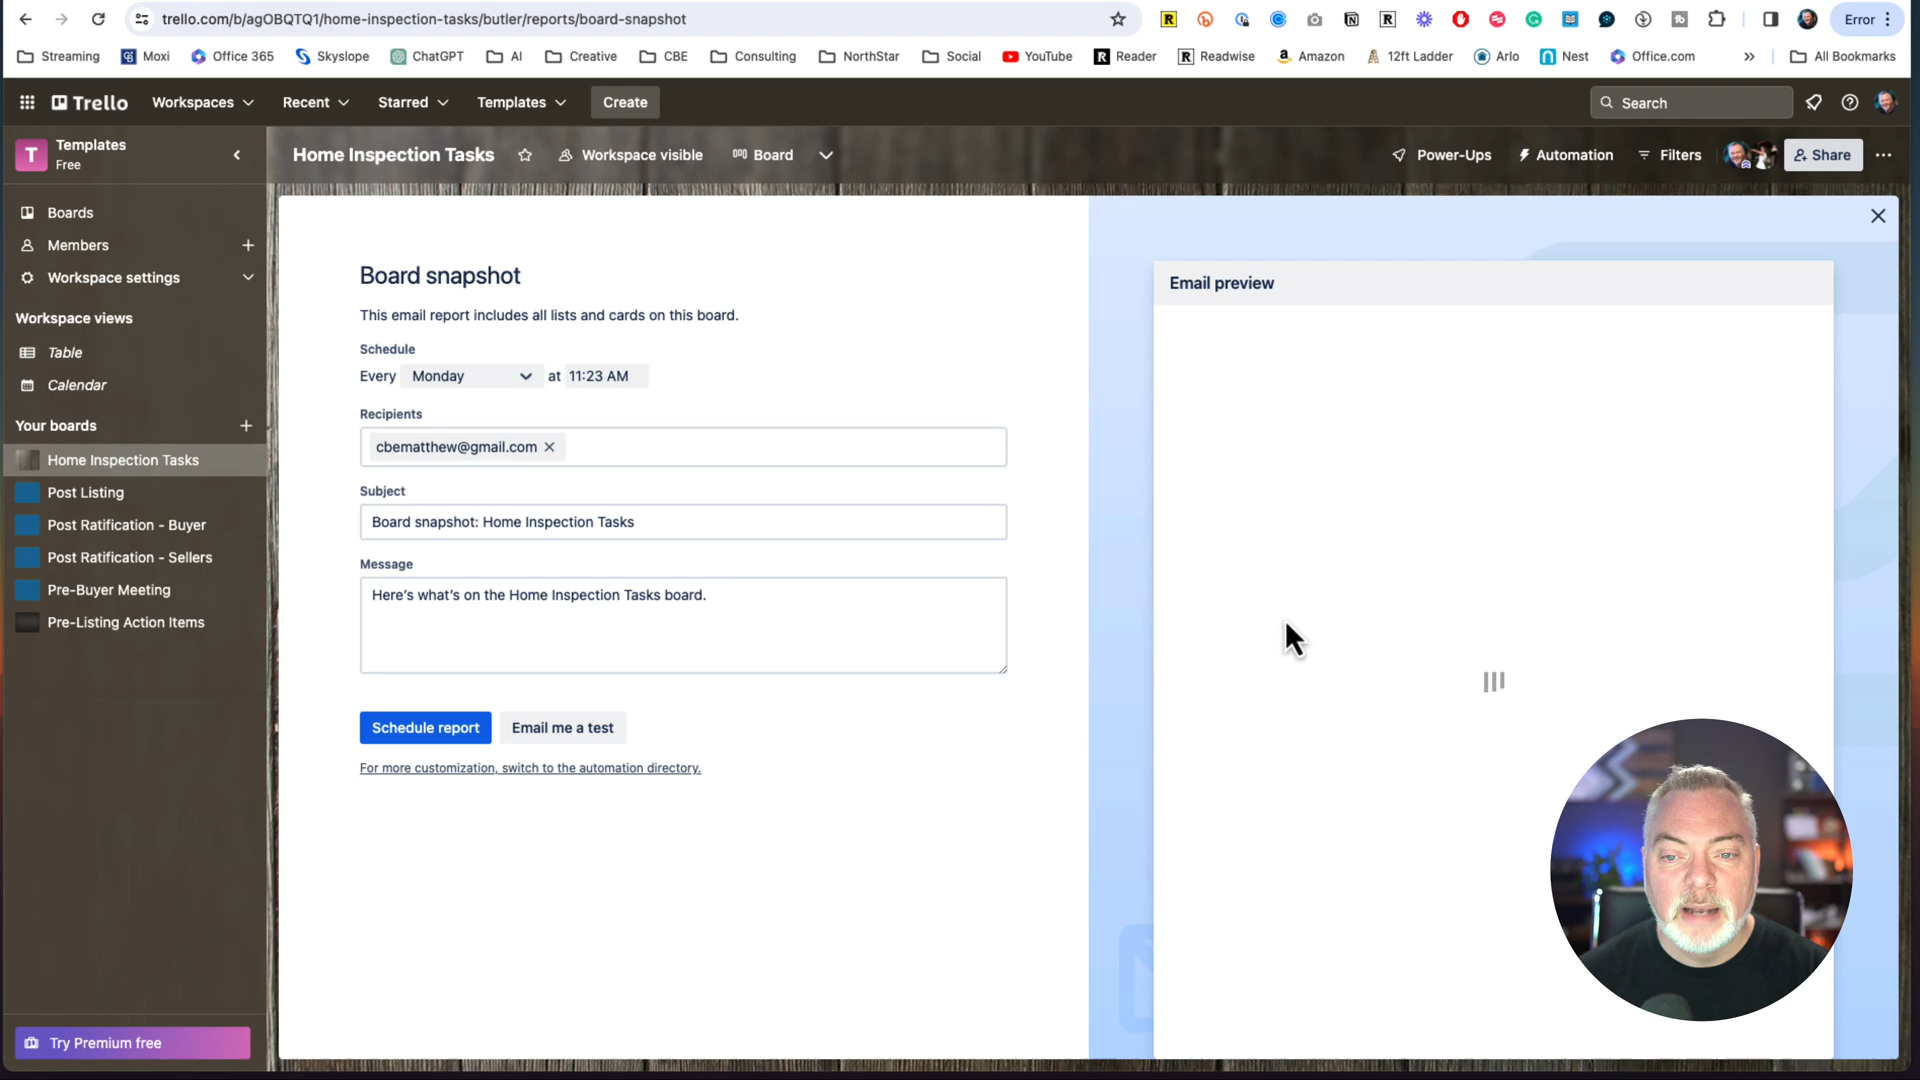 trello.com/b/agOBQTQ1/home-inspection-tasks/butler/reports/board-snapshot
Error
Streaming
Moxi
Office 365
Skyslope
ChatGPT
AI
Creative
CBE
Consulting
NorthStar
Social
YouTube
Reader
Readwise
Amazon
12ft Ladder
Arlo
Nest
Office.com
»
All Bookmarks
Trello
Workspaces
Recent
Starred
Templates
Create
Search
T
Templates
Free
Home Inspection Tasks
Workspace visible
Board
Power-Ups
Automation
Filters
Share
Boards
Members
Workspace settings
Workspace views
Table
Calendar
Your boards
Home Inspection Tasks
Post Listing
Post Ratification - Buyer
Post Ratification - Sellers
Pre-Buyer Meeting
Pre-Listing Action Items
Try Premium free
Board snapshot
This email report includes all lists and cards on this board.
Schedule
Every Monday at 11:23 AM
Recipients
cbematthew@gmail.com
Subject
Board snapshot: Home Inspection Tasks
Message
Here's what's on the Home Inspection Tasks board.
Schedule report
Email me a test
For more customization, switch to the automation directory.
Email preview